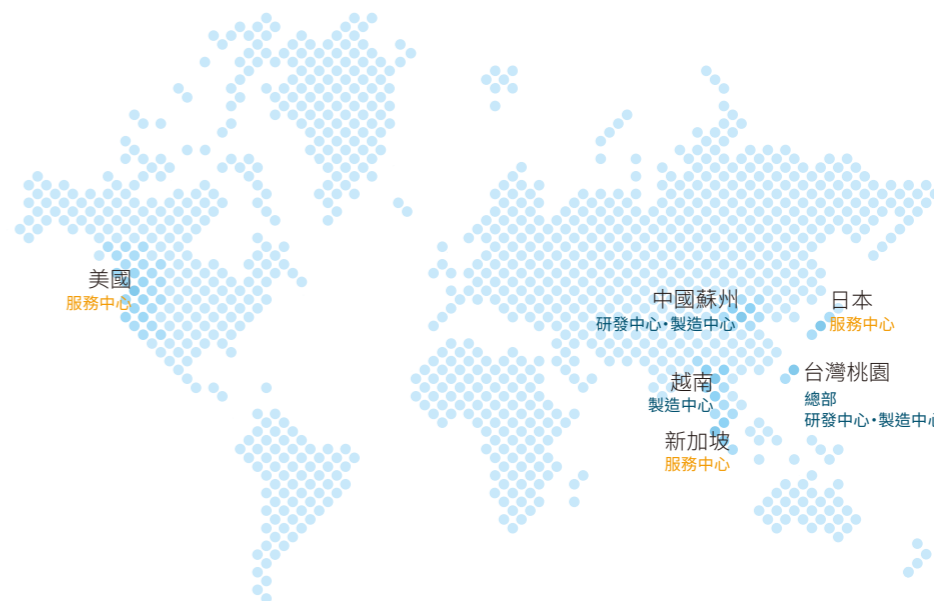 美國
服務中心
中國蘇州
研發中心・製造中心
日本
服務中心
台灣桃園
總部
研發中心・製造中心
越南
製造中心
新加坡
服務中心